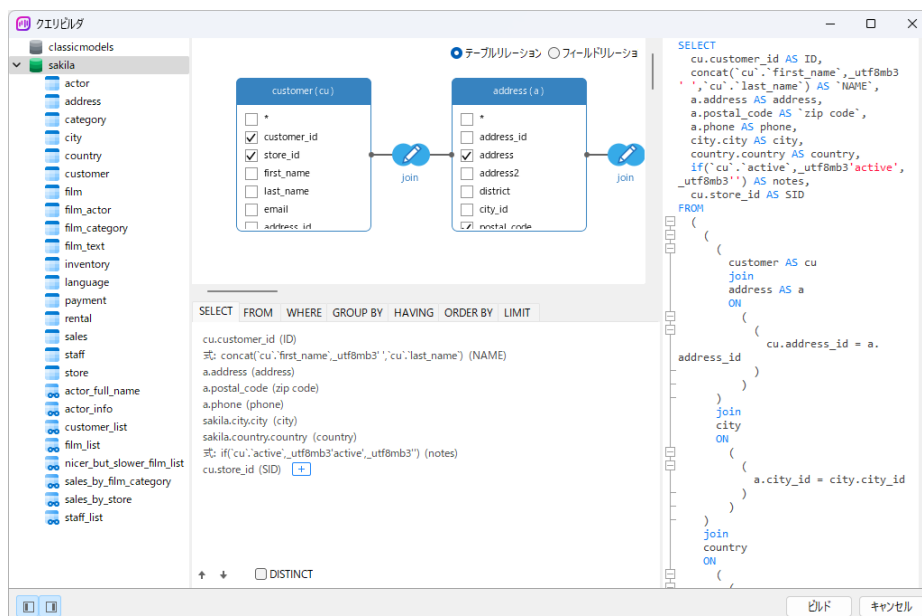 クエリビルダ
classicmodels
sakila
actor
address
category
city
country
customer
film
film_actor
film_category
film_text
inventory
language
payment
rental
sales
staff
store
actor_full_name
actor_info
customer_list
film_list
nicer_but_slower_film_list
sales_by_film_category
sales_by_store
staff_list
テーブルリレーション フィールドリレーショ
customer ( cu )
*
customer_id
store_id
first_name
last_name
email
address_id
join
address ( a )
*
address_id
address
address2
district
city_id
postal_code
join
SELECT FROM WHERE GROUP BY HAVING ORDER BY LIMIT
cu.customer_id (ID)
式: concat(`cu`.`first_name`,_utf8mb3' ',`cu`.`last_name`) (NAME)
a.address (address)
a.postal_code (zip code)
a.phone (phone)
sakila.city.city (city)
sakila.country.country (country)
式: if(`cu`.`active`,_utf8mb3'active',_utf8mb3'') (notes)
cu.store_id (SID) +
DISTINCT
SELECT
cu.customer_id AS ID,
concat(`cu`.`first_name`,_utf8mb3
' ',`cu`.`last_name`) AS `NAME`,
a.address AS address,
a.postal_code AS `zip code`,
a.phone AS phone,
city.city AS city,
country.country AS country,
if(`cu`.`active`,_utf8mb3'active',
_utf8mb3'') AS notes,
cu.store_id AS SID
FROM
(
(
(
customer AS cu
join
address AS a
ON
(
(
cu.address_id = a.
address_id
)
)
)
join
city
ON
(
(
a.city_id = city.city_id
)
)
)
join
country
ON
(
ビルド キャンセル